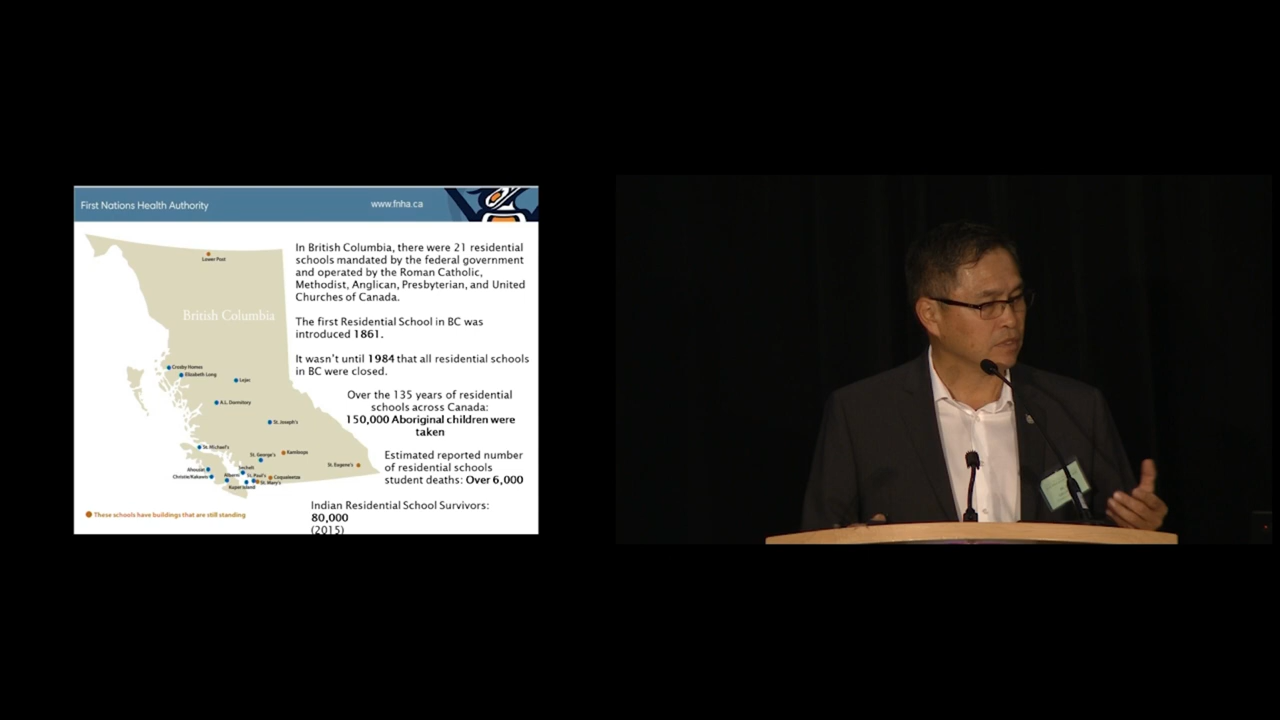 First Nations Health Authority
www.fnha.ca
In British Columbia, there were 21 residential
schools mandated by the federal government
and operated by the Roman Catholic,
Methodist, Anglican, Presbyterian, and United
Churches of Canada.
The first Residential School in BC was
introduced 1861.
It wasn't until 1984 that all residential schools
in BC were closed.
Over the 135 years of residential
schools across Canada:
150,000 Aboriginal children were
taken
Estimated reported number
of residential schools
student deaths: Over 6,000
Indian Residential School Survivors:
80,000
(2015)
Lower Post
British Columbia
Crosby Homes
Elizabeth Long
Lejac
A.L. Dormitory
St. Joseph's
St. Michael's
St. George's
Kamloops
St. Eugene's
Ahousat
Sechelt
Christie/Kakawis
Alberni
St. Paul's
Coqualeetza
St. Mary's
Kuper Island
These schools have buildings that are still standing